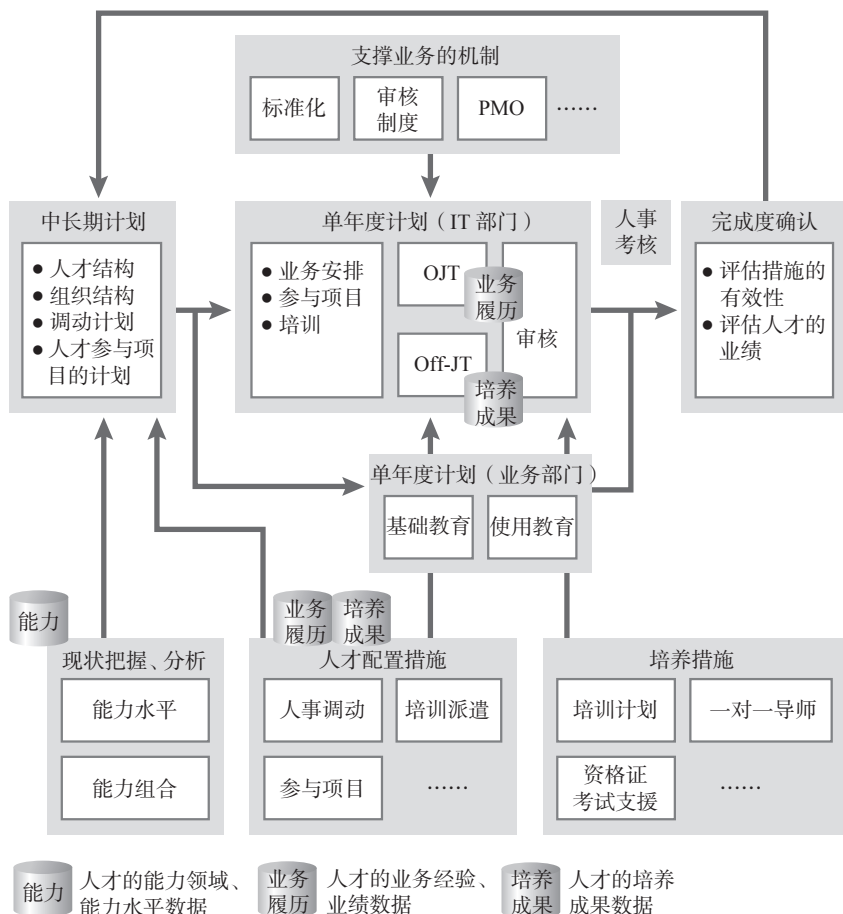 支撑业务的机制
标准化
审核
制度
PMO
……
中长期计划
● 人才结构
● 组织结构
● 调动计划
● 人才参与项
目的计划
单年度计划（IT 部门）
● 业务安排
● 参与项目
● 培训
OJT
业务
履历
Off-JT
培养
成果
审核
人事
考核
完成度确认
● 评估措施的
有效性
● 评估人才的
业绩
单年度计划（业务部门）
基础教育
使用教育
能力
现状把握、分析
能力水平
能力组合
业务
履历
培养
成果
人才配置措施
人事调动
培训派遣
参与项目
……
培养措施
培训计划
一对一导师
资格证
考试支援
……
能力
人才的能力领域、
能力水平数据
业务
履历
人才的业务经验、
业绩数据
培养
成果
人才的培养
成果数据